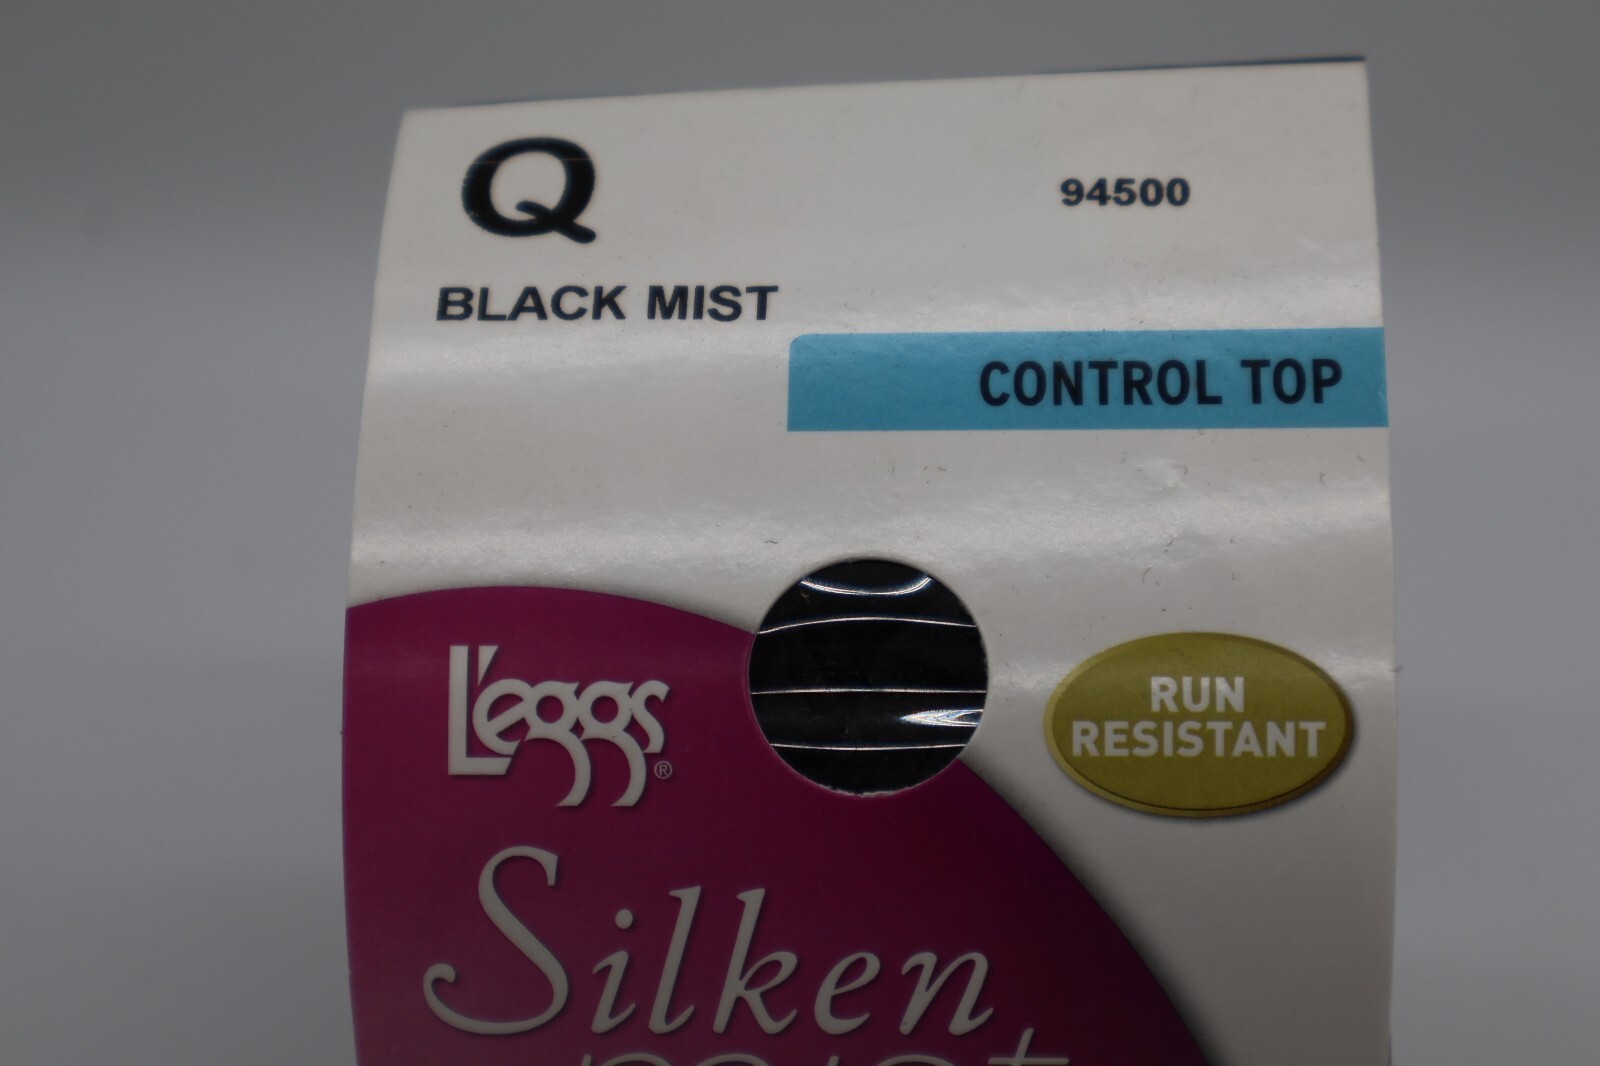 Q
94500
BLACK MIST
CONTROL TOP
L'eggs®
RUN
RESISTANT
Silken